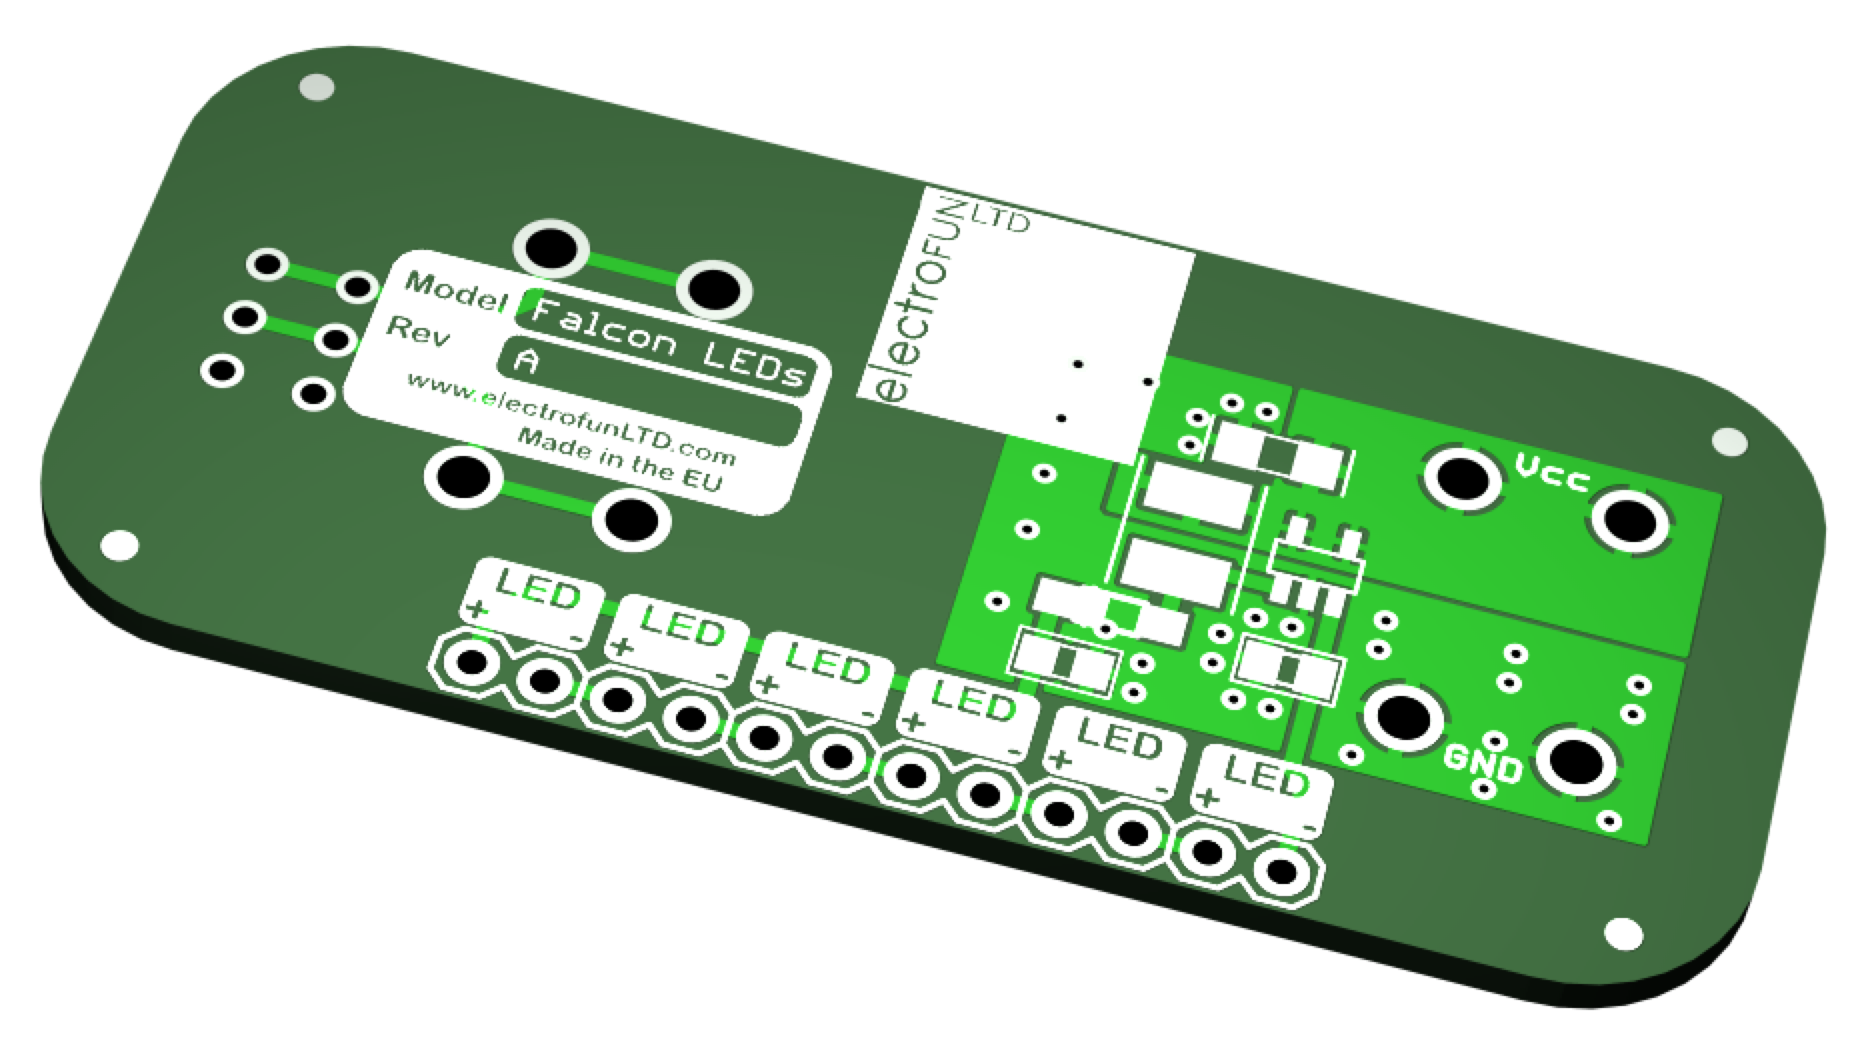 electroFUN LTD
Model Falcon LEDs
Rev A
www.electrofunLTD.com
Made in the EU
Vcc
GND
LED
+ -
LED
+ -
LED
+ -
LED
+ -
LED
+ -
LED
+ -